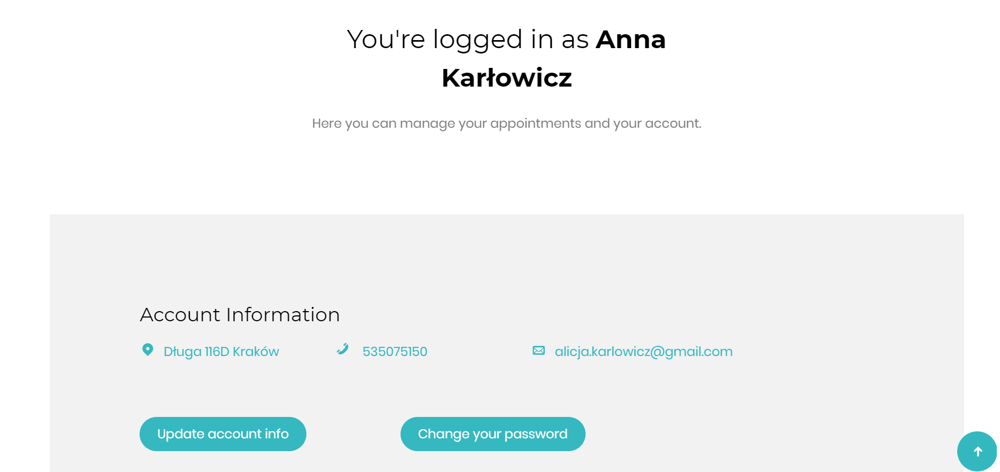 You're logged in as Anna
Karłowicz
Here you can manage your appointments and your account.
Account Information
Długa 116D Kraków
535075150
alicja.karlowicz@gmail.com
Update account info
Change your password